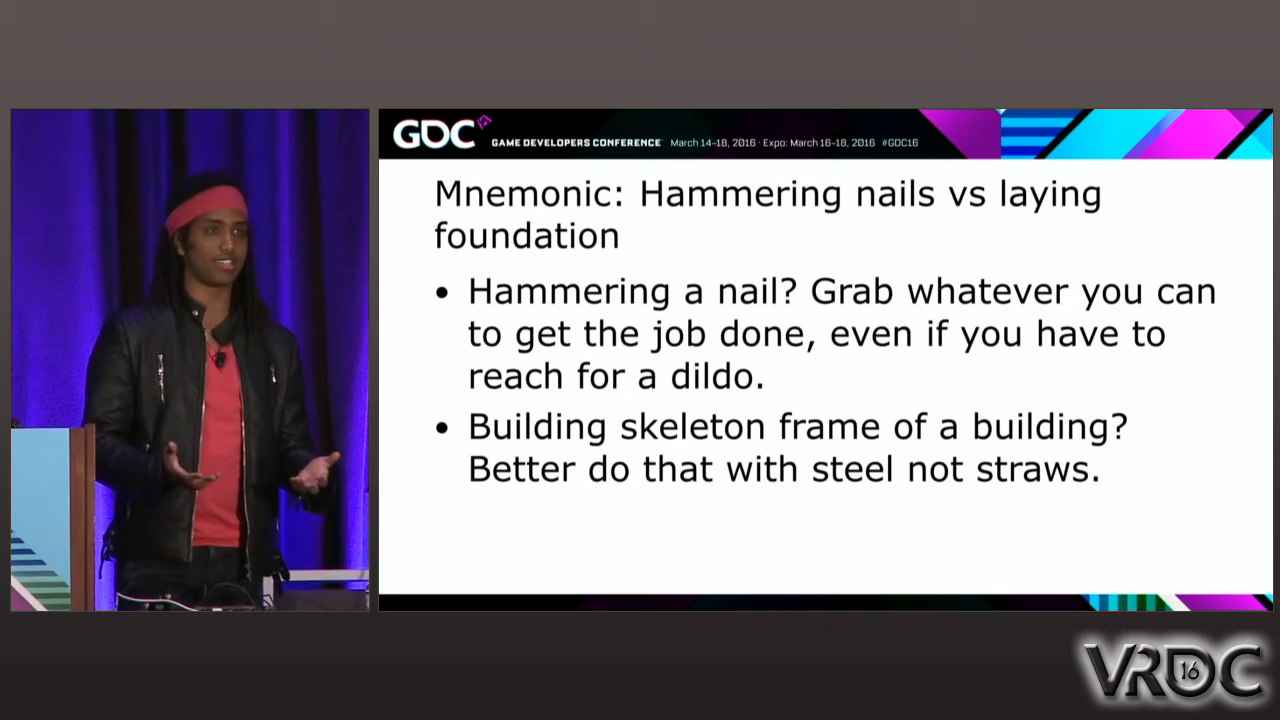 GDC
GAME DEVELOPERS CONFERENCE March 14-18, 2016 · Expo: March 16-18, 2016 #GDC16
Mnemonic: Hammering nails vs laying
foundation
• Hammering a nail? Grab whatever you can
to get the job done, even if you have to
reach for a dildo.
• Building skeleton frame of a building?
Better do that with steel not straws.
VRDC
16